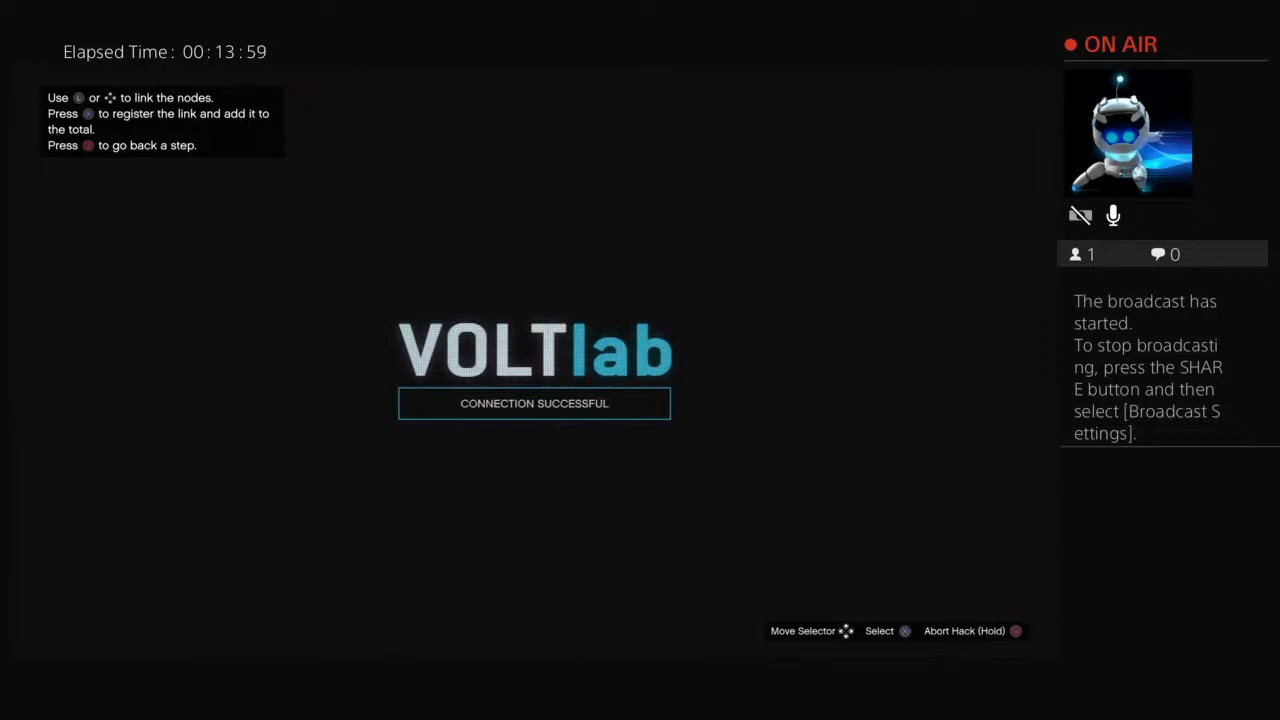 Elapsed Time: 00:13:59
Use L or to link the nodes.
Press to register the link and add it to
the total.
Press to go back a step.
VOLTlab
CONNECTION SUCCESSFUL
Move Selector Select Abort Hack (Hold)
ON AIR
1 0
The broadcast has
started.
To stop broadcasti
ng, press the SHAR
E button and then
select [Broadcast S
ettings].